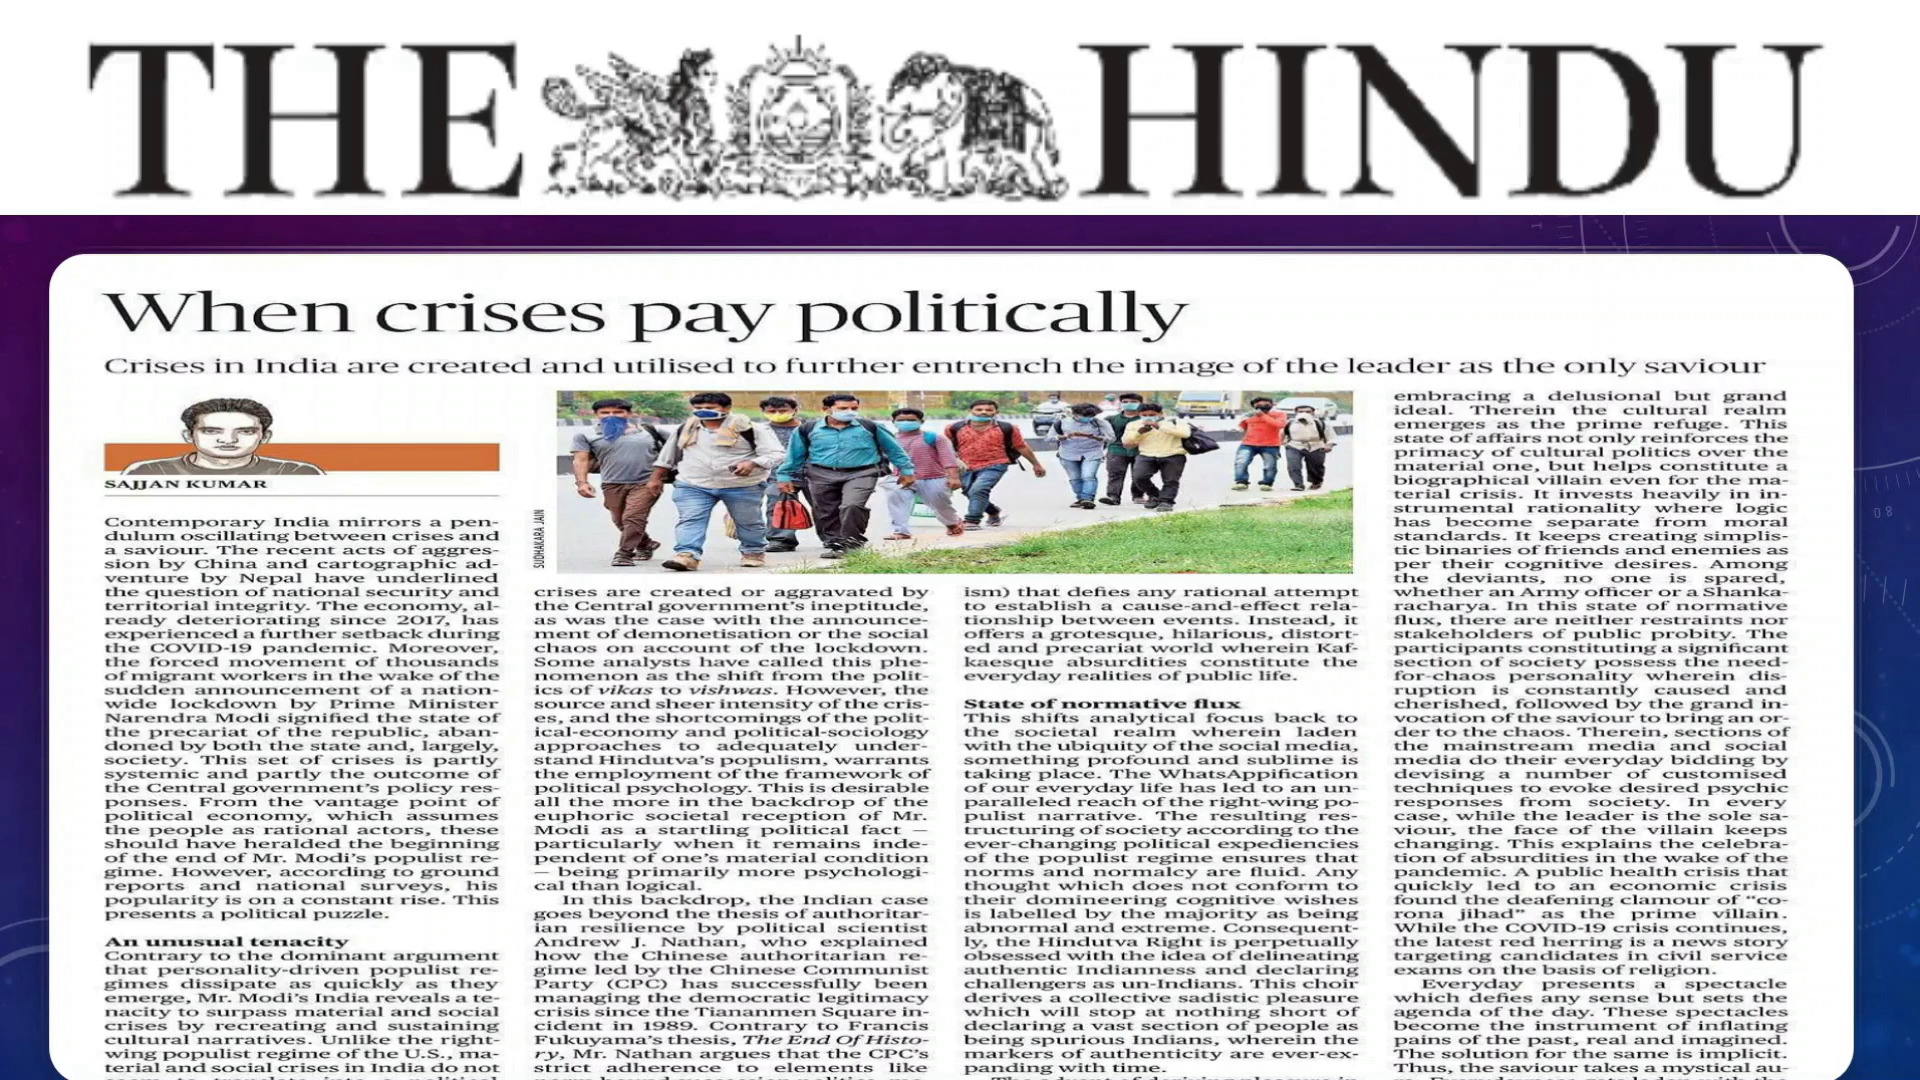 THE HINDU
When crises pay politically
Crises in India are created and utilised to further entrench the image of the leader as the only saviour
SAJJAN KUMAR
Contemporary India mirrors a pen-
dulum oscillating between crises and
a saviour. The recent acts of aggres-
sion by China and cartographic ad-
venture by Nepal have underlined
the question of national security and
territorial integrity. The economy, al-
ready deteriorating since 2017, has
experienced a further setback during
the COVID-19 pandemic. Moreover,
the forced movement of thousands
of migrant workers in the wake of the
sudden announcement of a nation-
wide lockdown by Prime Minister
Narendra Modi signified the state of
the precariat of the republic, aban-
doned by both the state and, largely,
society. This set of crises is partly
systemic and partly the outcome of
the Central government's policy res-
ponses. From the vantage point of
political economy, which assumes
the people as rational actors, these
should have heralded the beginning
of the end of Mr. Modi's populist re-
gime. However, according to ground
reports and national surveys, his
popularity is on a constant rise. This
presents a political puzzle.
An unusual tenacity
Contrary to the dominant argument
that personality-driven populist re-
gimes dissipate as quickly as they
emerge, Mr. Modi's India reveals a te-
nacity to surpass material and social
crises by recreating and sustaining
cultural narratives. Unlike the right-
wing populist regime of the U.S., ma-
terial and social crises in India do not
SUDHAKARA JAIN
crises are created or aggravated by
the Central government's ineptitude,
as was the case with the announce-
ment of demonetisation or the social
chaos on account of the lockdown.
Some analysts have called this phe-
nomenon as the shift from the polit-
ics of vikas to vishwas. However, the
source and sheer intensity of the cris-
es, and the shortcomings of the polit-
ical-economy and political-sociology
approaches to adequately under-
stand Hindutva's populism, warrants
the employment of the framework of
political psychology. This is desirable
all the more in the backdrop of the
euphoric societal reception of Mr.
Modi as a startling political fact —
particularly when it remains inde-
pendent of one's material condition
— being primarily more psychologi-
cal than logical.
In this backdrop, the Indian case
goes beyond the thesis of authoritar-
ian resilience by political scientist
Andrew J. Nathan, who explained
how the Chinese authoritarian re-
gime led by the Chinese Communist
Party (CPC) has successfully been
managing the democratic legitimacy
crisis since the Tiananmen Square in-
cident in 1989. Contrary to Francis
Fukuyama's thesis, The End Of Histo-
ry, Mr. Nathan argues that the CPC's
strict adherence to elements like
ism) that defies any rational attempt
to establish a cause-and-effect rela-
tionship between events. Instead, it
offers a grotesque, hilarious, distort-
ed and precariat world wherein Kaf-
kaesque absurdities constitute the
everyday realities of public life.
State of normative flux
This shifts analytical focus back to
the societal realm wherein laden
with the ubiquity of the social media,
something profound and sublime is
taking place. The WhatsAppification
of our everyday life has led to an un-
paralleled reach of the right-wing po-
pulist narrative. The resulting res-
tructuring of society according to the
ever-changing political expediencies
of the populist regime ensures that
norms and normalcy are fluid. Any
thought which does not conform to
their domineering cognitive wishes
is labelled by the majority as being
abnormal and extreme. Consequent-
ly, the Hindutva Right is perpetually
obsessed with the idea of delineating
authentic Indianness and declaring
challengers as un-Indians. This choir
derives a collective sadistic pleasure
which will stop at nothing short of
declaring a vast section of people as
being spurious Indians, wherein the
markers of authenticity are ever-ex-
panding with time.
embracing a delusional but grand
ideal. Therein the cultural realm
emerges as the prime refuge. This
state of affairs not only reinforces the
primacy of cultural politics over the
material one, but helps constitute a
biographical villain even for the ma-
terial crisis. It invests heavily in in-
strumental rationality where logic
has become separate from moral
standards. It keeps creating simplis-
tic binaries of friends and enemies as
per their cognitive desires. Among
the deviants, no one is spared,
whether an Army officer or a Shanka-
racharya. In this state of normative
flux, there are neither restraints nor
stakeholders of public probity. The
participants constituting a significant
section of society possess the need-
for-chaos personality wherein dis-
ruption is constantly caused and
cherished, followed by the grand in-
vocation of the saviour to bring an or-
der to the chaos. Therein, sections of
the mainstream media and social
media do their everyday bidding by
devising a number of customised
techniques to evoke desired psychic
responses from society. In every
case, while the leader is the sole sa-
viour, the face of the villain keeps
changing. This explains the celebra-
tion of absurdities in the wake of the
pandemic. A public health crisis that
quickly led to an economic crisis
found the deafening clamour of "co-
rona jihad" as the prime villain.
While the COVID-19 crisis continues,
the latest red herring is a news story
targeting candidates in civil service
exams on the basis of religion.
Everyday presents a spectacle
which defies any sense but sets the
agenda of the day. These spectacles
become the instrument of inflating
pains of the past, real and imagined.
The solution for the same is implicit.
Thus, the saviour takes a mystical au-